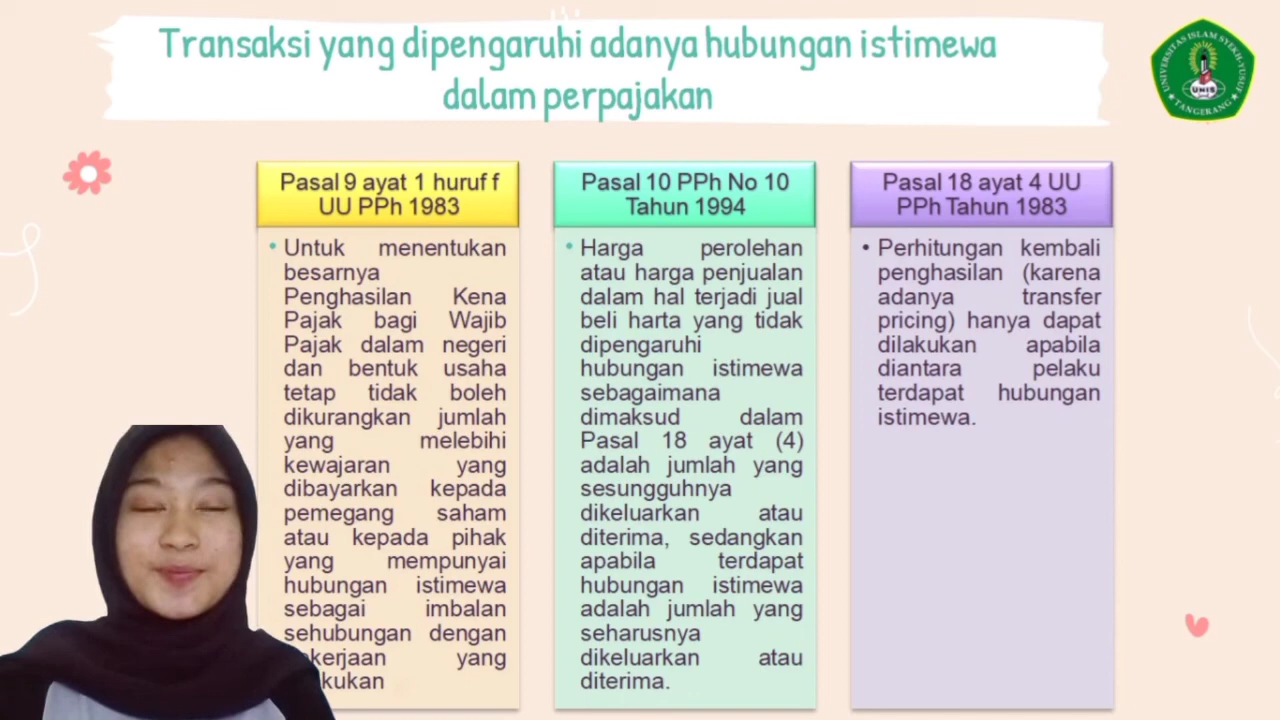 Transaksi yang dipengaruhi adanya hubungan istimewa
dalam perpajakan
UNIVERSITAS ISLAM SYEKH-YUSUF
UNIS
TANGERANG
Pasal 9 ayat 1 huruf f
UU PPh 1983
Untuk menentukan
besarnya
Penghasilan Kena
Pajak bagi Wajib
Pajak dalam negeri
dan bentuk usaha
tetap tidak boleh
dikurangkan jumlah
yang melebihi
kewajaran yang
dibayarkan kepada
pemegang saham
atau kepada pihak
yang mempunyai
hubungan istimewa
sebagai imbalan
sehubungan dengan
yang
Pasal 10 PPh No 10
Tahun 1994
Harga perolehan
atau harga penjualan
dalam hal terjadi jual
beli harta yang tidak
dipengaruhi
hubungan istimewa
sebagaimana
dimaksud dalam
Pasal 18 ayat (4)
adalah jumlah yang
sesungguhnya
dikeluarkan atau
diterima, sedangkan
apabila terdapat
hubungan istimewa
adalah jumlah yang
seharusnya
dikeluarkan atau
diterima.
Pasal 18 ayat 4 UU
PPh Tahun 1983
Perhitungan kembali
penghasilan (karena
adanya transfer
pricing) hanya dapat
dilakukan apabila
diantara pelaku
terdapat hubungan
istimewa.